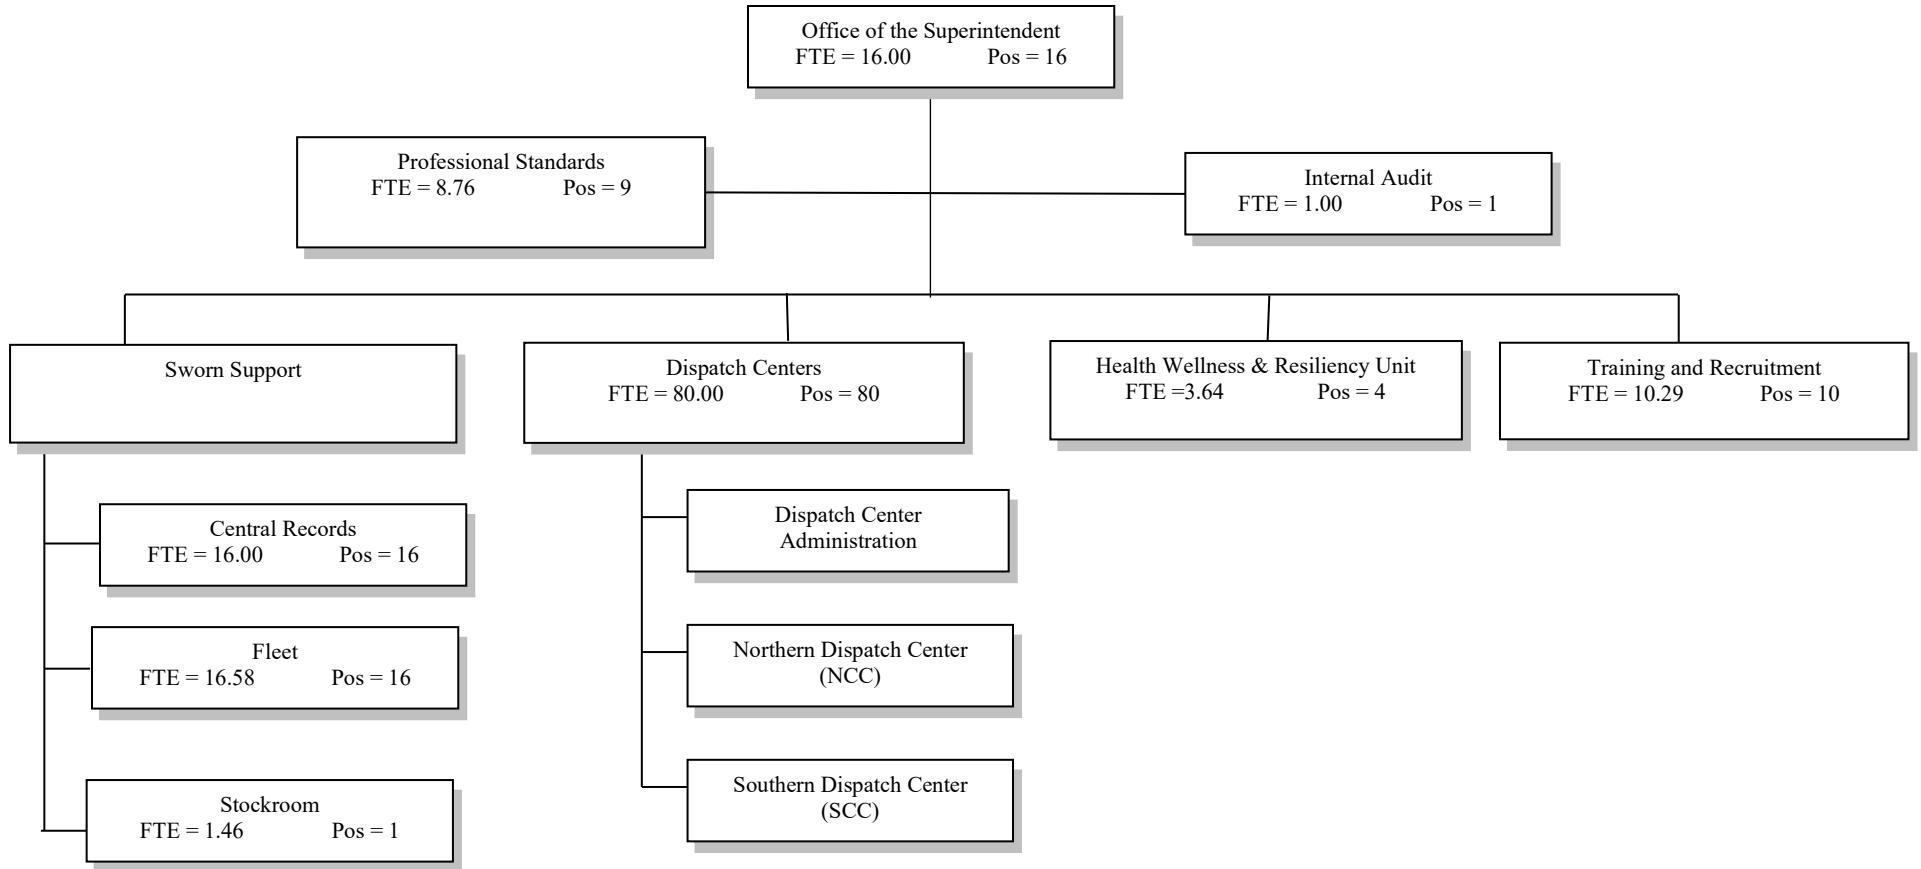 Office of the Superintendent
FTE = 16.00 Pos = 16
Professional Standards
FTE = 8.76 Pos = 9
Internal Audit
FTE = 1.00 Pos = 1
Sworn Support
Dispatch Centers
FTE = 80.00 Pos = 80
Health Wellness & Resiliency Unit
FTE =3.64 Pos = 4
Training and Recruitment
FTE = 10.29 Pos = 10
Central Records
FTE = 16.00 Pos = 16
Fleet
FTE = 16.58 Pos = 16
Stockroom
FTE = 1.46 Pos = 1
Dispatch Center
Administration
Northern Dispatch Center
(NCC)
Southern Dispatch Center
(SCC)